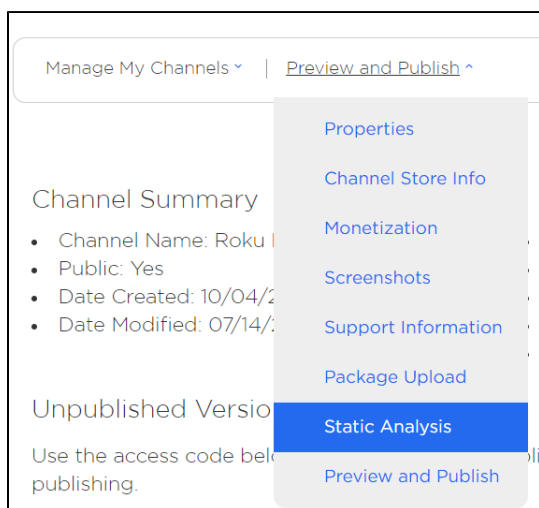 Manage My Channels | Preview and Publish
Properties
Channel Store Info
Monetization
Screenshots
Support Information
Package Upload
Static Analysis
Preview and Publish
Channel Summary
• Channel Name: Roku
• Public: Yes
• Date Created: 10/04/2
• Date Modified: 07/14/
Unpublished Versio
Use the access code
publishing.